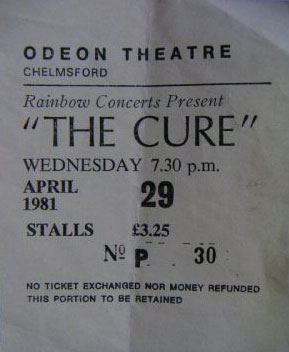 ODEON THEATRE
CHELMSFORD
Rainbow Concerts Present
"THE CURE"
WEDNESDAY 7.30 p.m.
APRIL 29
1981
STALLS £3.25
Nº P 30
NO TICKET EXCHANGED NOR MONEY REFUNDED
THIS PORTION TO BE RETAINED